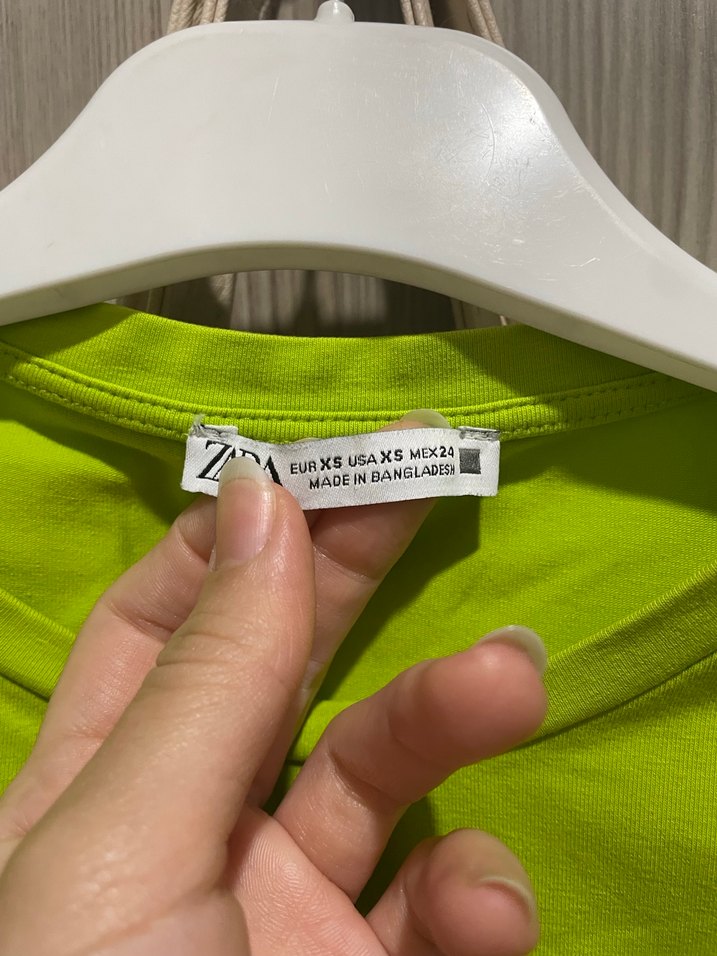 ZARA
EUR XS USA XS MEX 24
MADE IN BANGLADESH